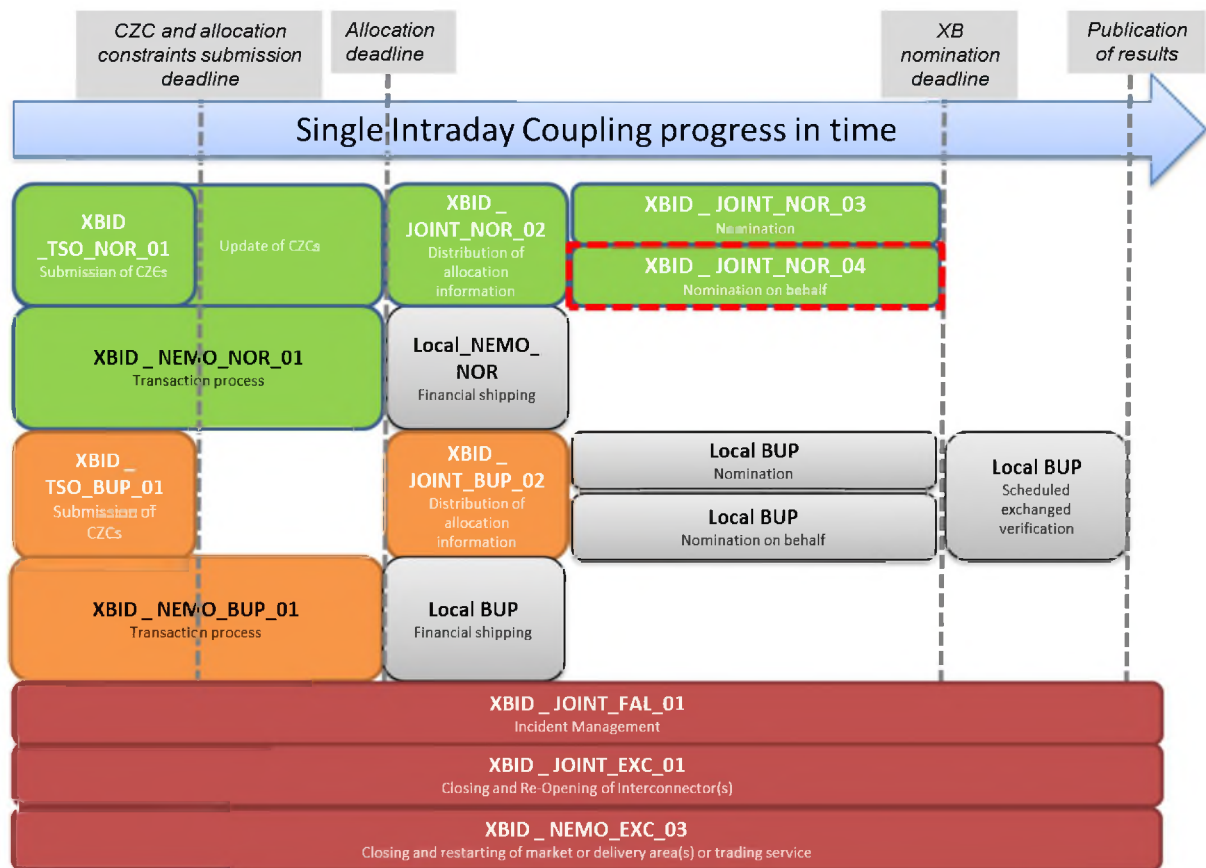 CZC and allocation
constraints submission
deadline
Allocation
deadline
XB
nomination
deadline
Publication
of results
Single Intraday Coupling progress in time
XBID
_TSO_NOR_01
Submission of CZCs
Update of CZCs
XBID _
JOINT_NOR_02
Distribution of
allocation
information
XBID _ JOINT_NOR_03
Nomination
XBID _ JOINT_NOR_04
Nomination on behalf
XBID _ NEMO_NOR_01
Transaction process
Local_NEMO_
NOR
Financial shipping
XBID _
TSO_BUP_01
Submission of
CZCs
XBID _
JOINT_BUP_02
Distribution of
allocation
information
Local BUP
Nomination
Local BUP
Nomination on behalf
Local BUP
Scheduled
exchanged
verification
XBID _ NEMO_BUP_01
Transaction process
Local BUP
Financial shipping
XBID _ JOINT_FAL_01
Incident Management
XBID _ JOINT_EXC_01
Closing and Re-Opening of Interconnector(s)
XBID _ NEMO_EXC_03
Closing and restarting of market or delivery area(s) or trading service